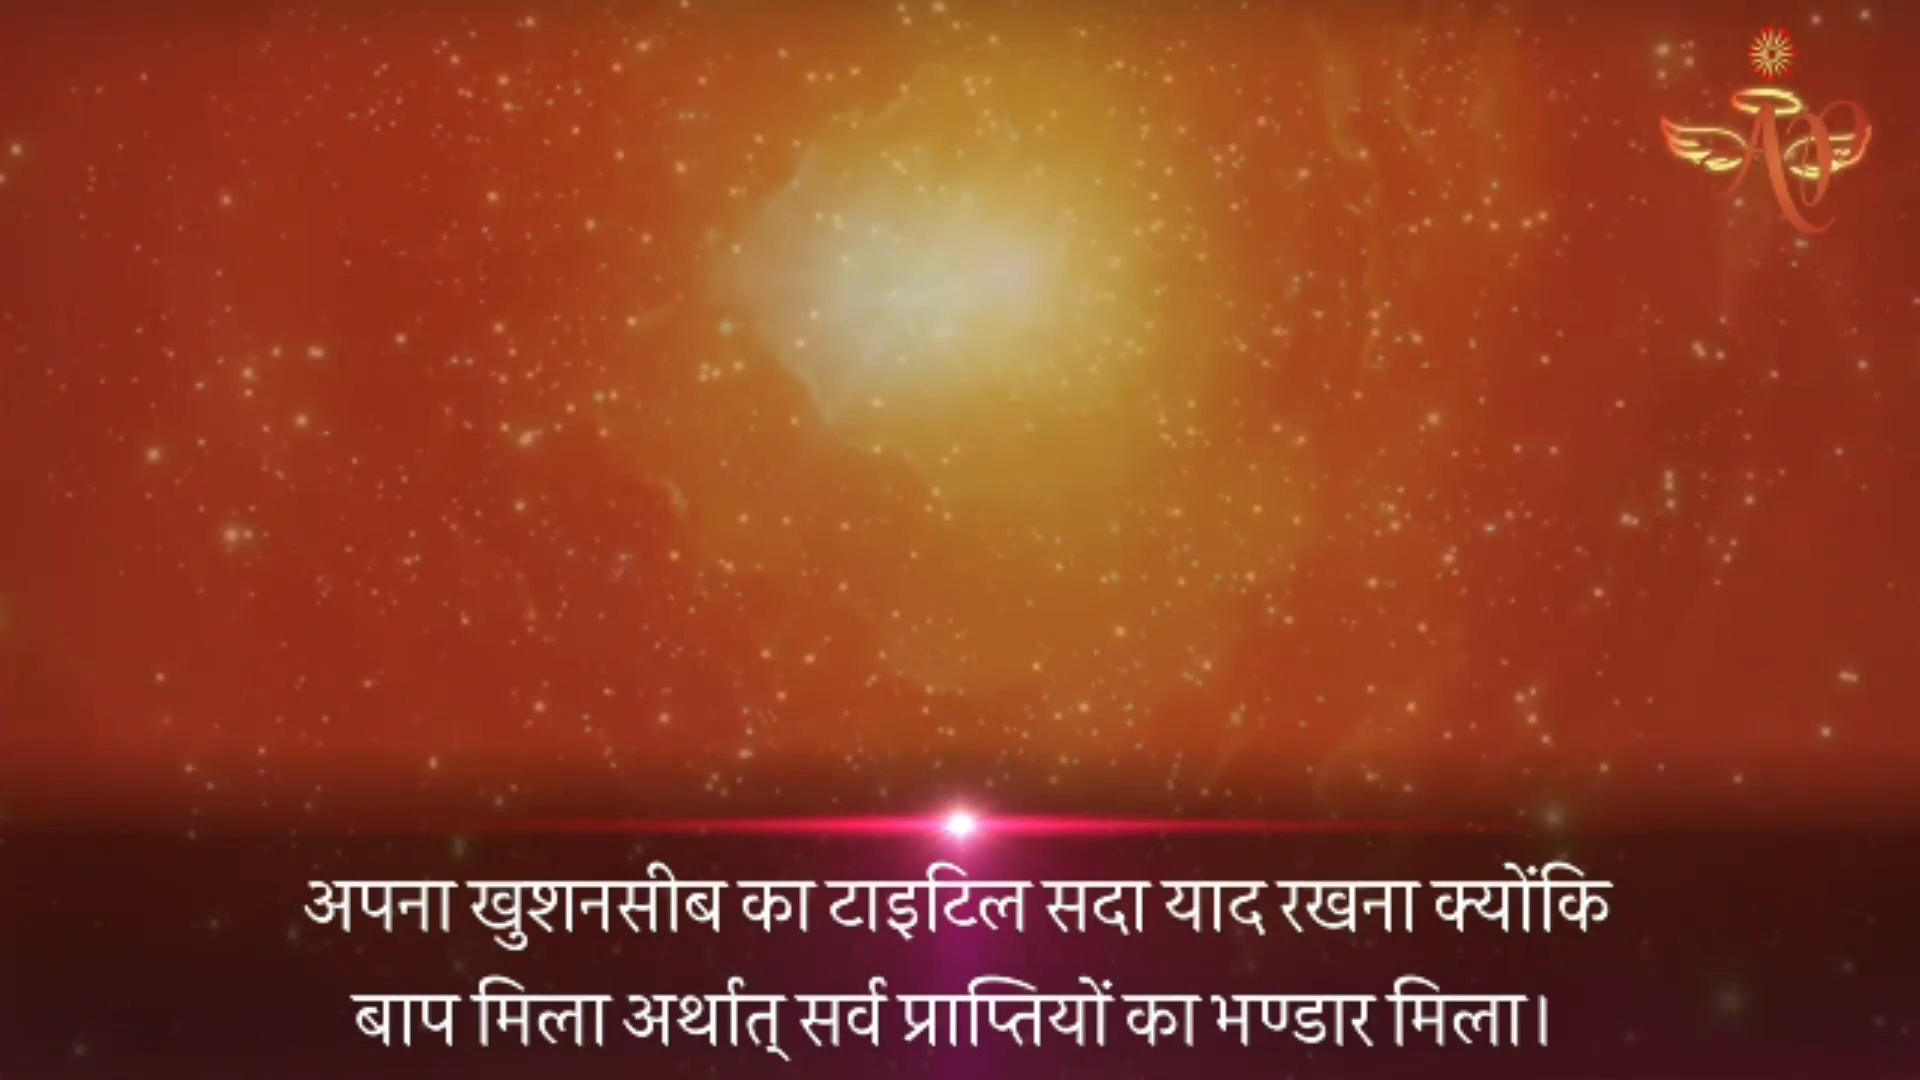 अपना खुशनसीब का टाइटिल सदा याद रखना क्योंकि
बाप मिला अर्थात् सर्व प्राप्तियों का भण्डार मिला।